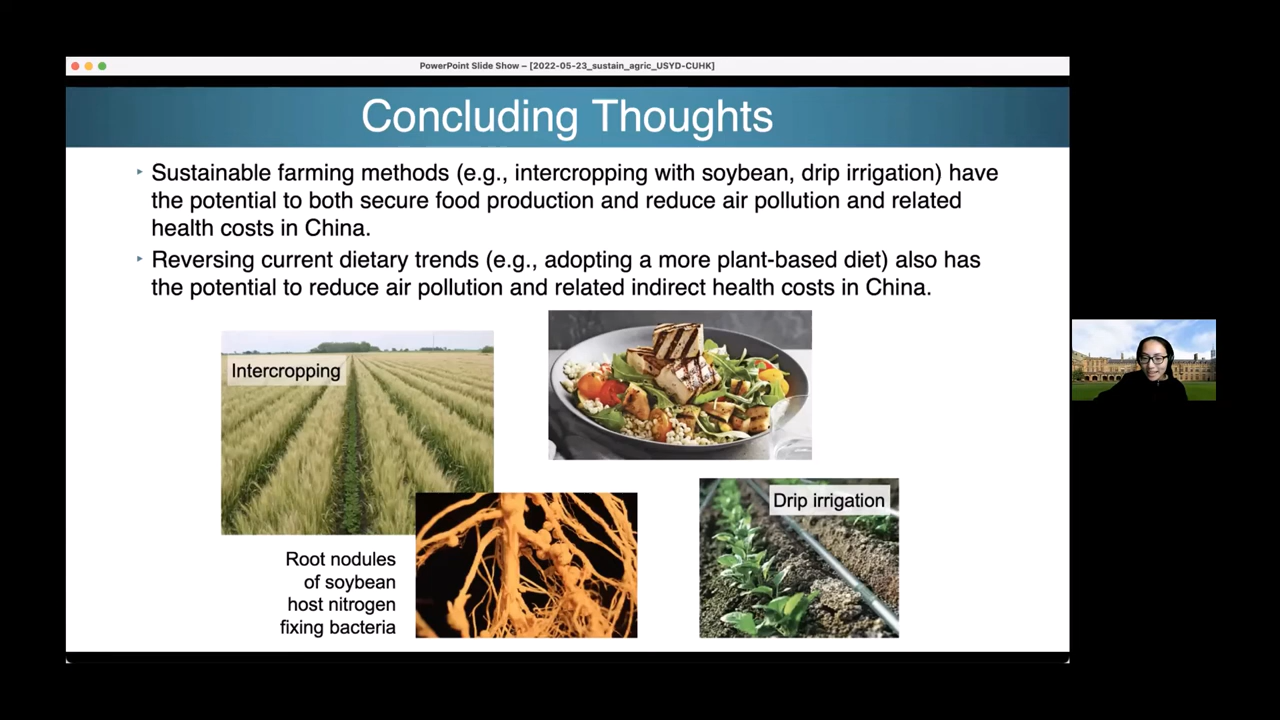 PowerPoint Slide Show – [2022-05-23_sustain_agric_USYD-CUHK]
Concluding Thoughts
‣ Sustainable farming methods (e.g., intercropping with soybean, drip irrigation) have
the potential to both secure food production and reduce air pollution and related
health costs in China.
‣ Reversing current dietary trends (e.g., adopting a more plant-based diet) also has
the potential to reduce air pollution and related indirect health costs in China.
Intercropping
Drip irrigation
Root nodules
of soybean
host nitrogen
fixing bacteria